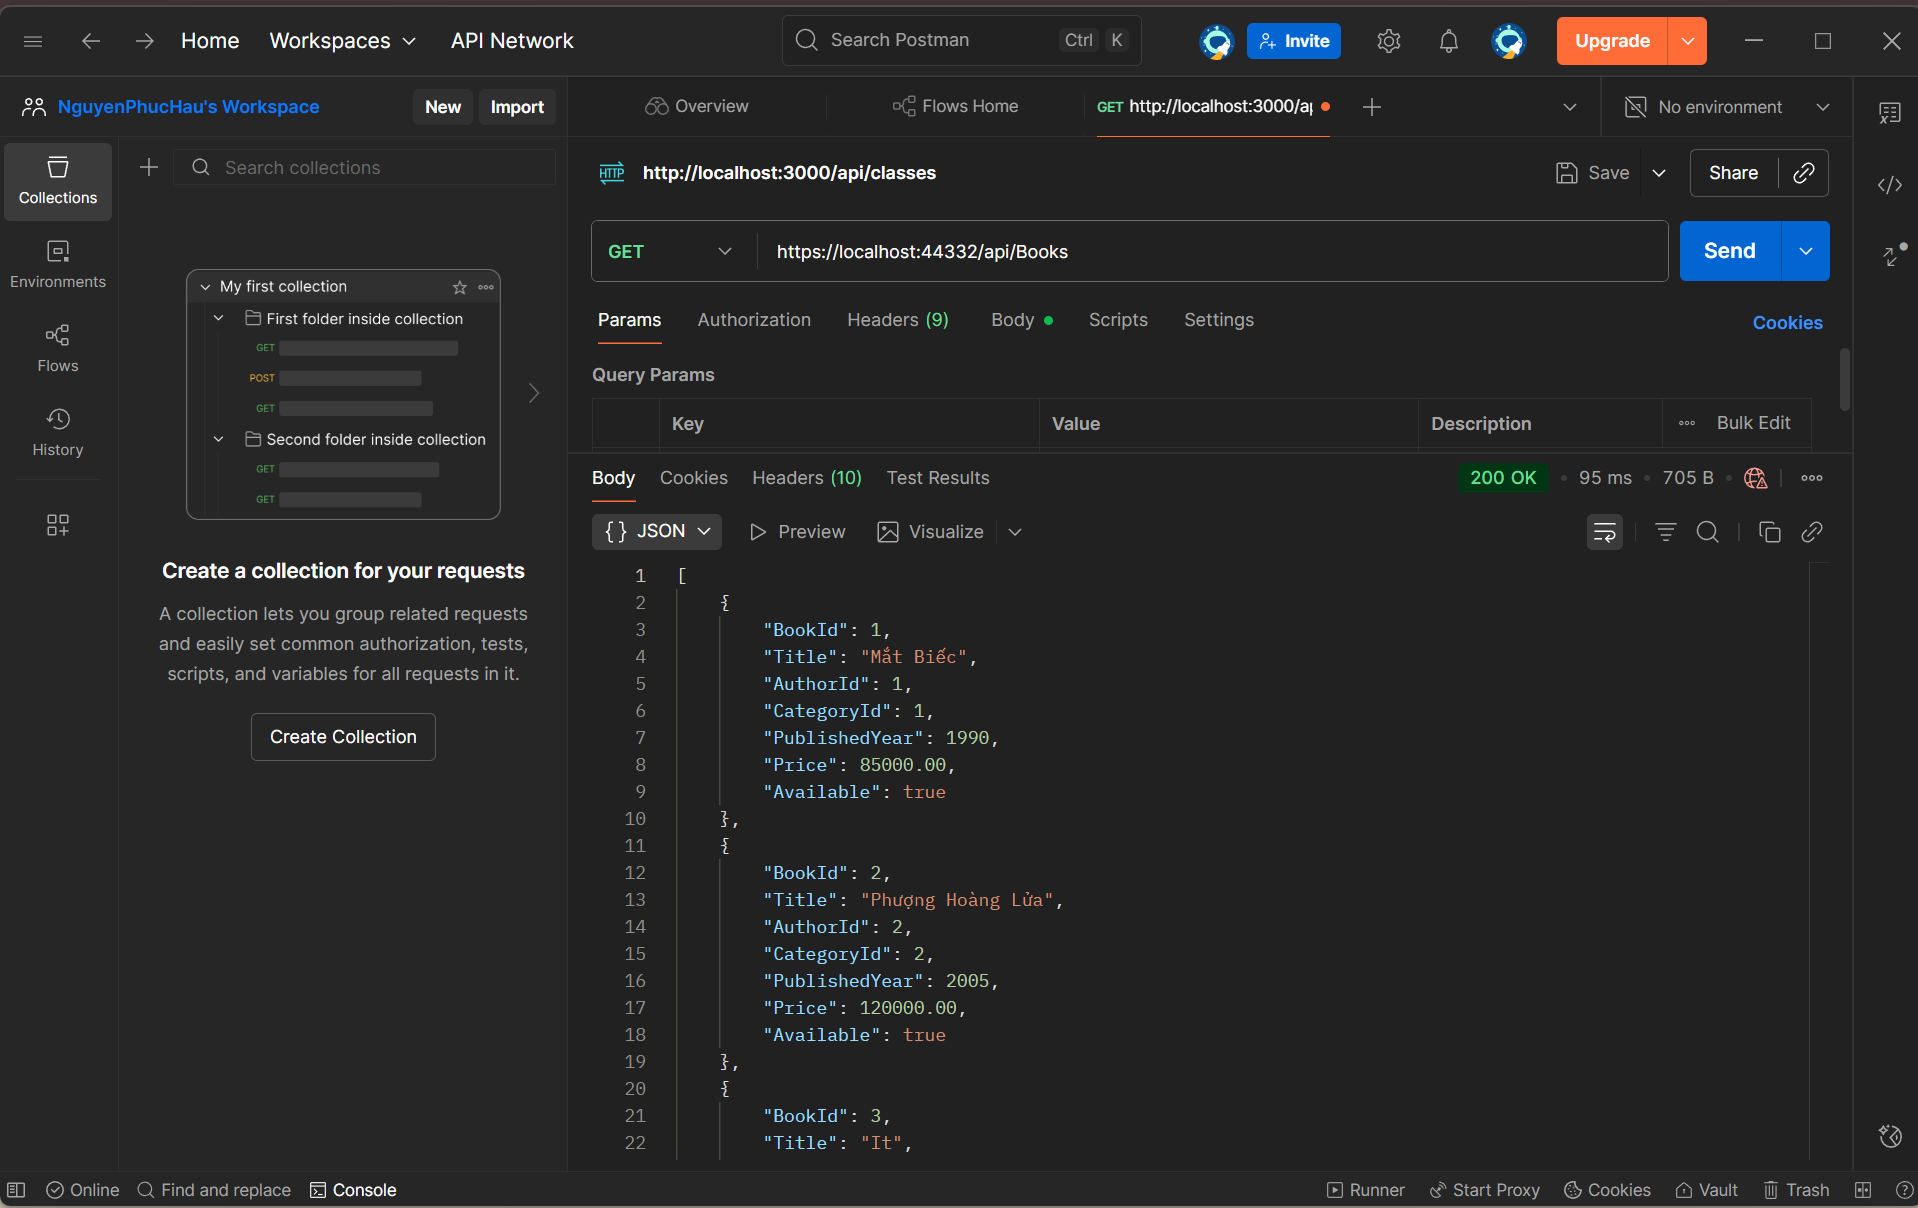 Home Workspaces API Network Search Postman Ctrl K Invite Upgrade
NguyenPhucHau's Workspace New Import Overview Flows Home GET http://localhost:3000/a No environment
Collections
Search collections
http://localhost:3000/api/classes Save Share
Environments
Flows
History
My first collection
First folder inside collection
GET
POST
GET
Second folder inside collection
GET
GET
Create a collection for your requests
A collection lets you group related requests
and easily set common authorization, tests,
scripts, and variables for all requests in it.
Create Collection
GET https://localhost:44332/api/Books Send
Params Authorization Headers (9) Body Scripts Settings Cookies
Query Params
Key Value Description Bulk Edit
Body Cookies Headers (10) Test Results 200 OK • 95 ms • 705 B
{} JSON Preview Visualize
1 [
2 {
3 "BookId": 1,
4 "Title": "Mắt Biếc",
5 "AuthorId": 1,
6 "CategoryId": 1,
7 "PublishedYear": 1990,
8 "Price": 85000.00,
9 "Available": true
10 },
11 {
12 "BookId": 2,
13 "Title": "Phượng Hoàng Lửa",
14 "AuthorId": 2,
15 "CategoryId": 2,
16 "PublishedYear": 2005,
17 "Price": 120000.00,
18 "Available": true
19 },
20 {
21 "BookId": 3,
22 "Title": "It",
Online Find and replace Console Runner Start Proxy Cookies Vault Trash